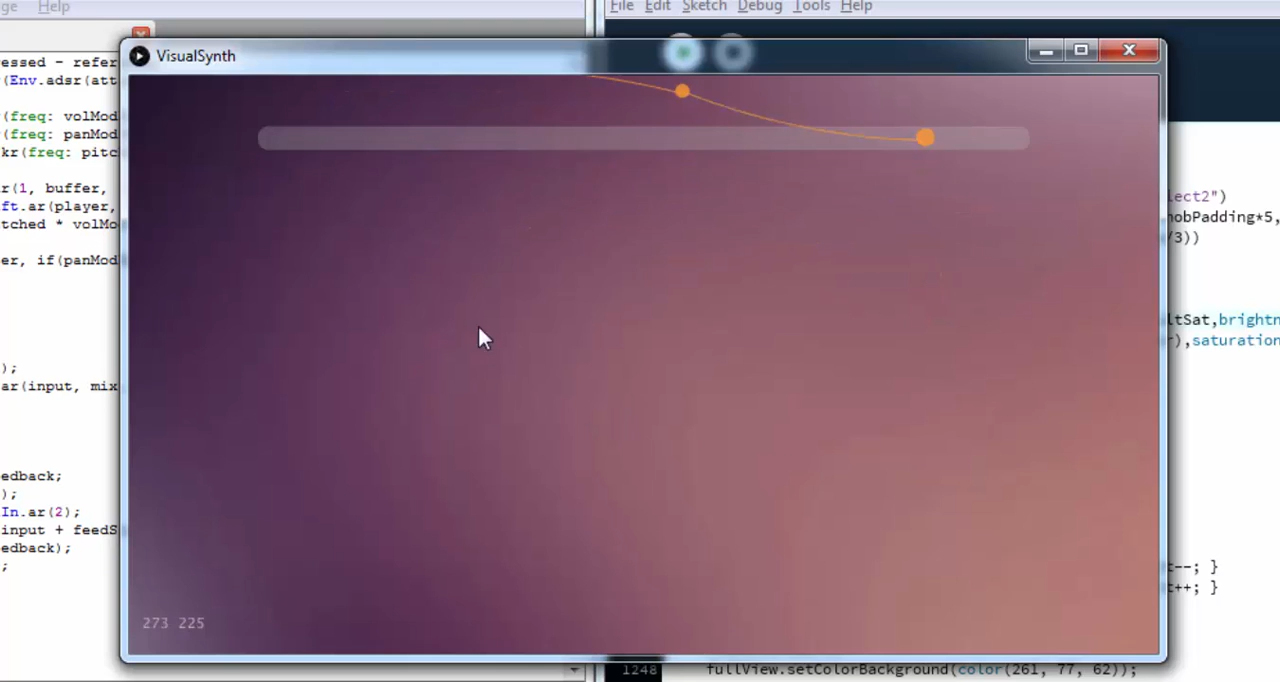 ge Help
File Edit Sketch Debug Tools Help
VisualSynth
ressed - refer
(Env.adsr(att
(freq: volMod
(freq: panMod
kr(freq: pitc
r(1, buffer,
ft.ar(player,
tched * volMo
er, if(panMod
);
ar(input, mix
edback;
);
In.ar(2);
input + feedS
edback);
;
lect2")
nobPadding*5,
/3))
ltSat,brightn
r),saturation
t--; }
t++; }
273 225
1248 fullView.setColorBackground(color(261, 77, 62));